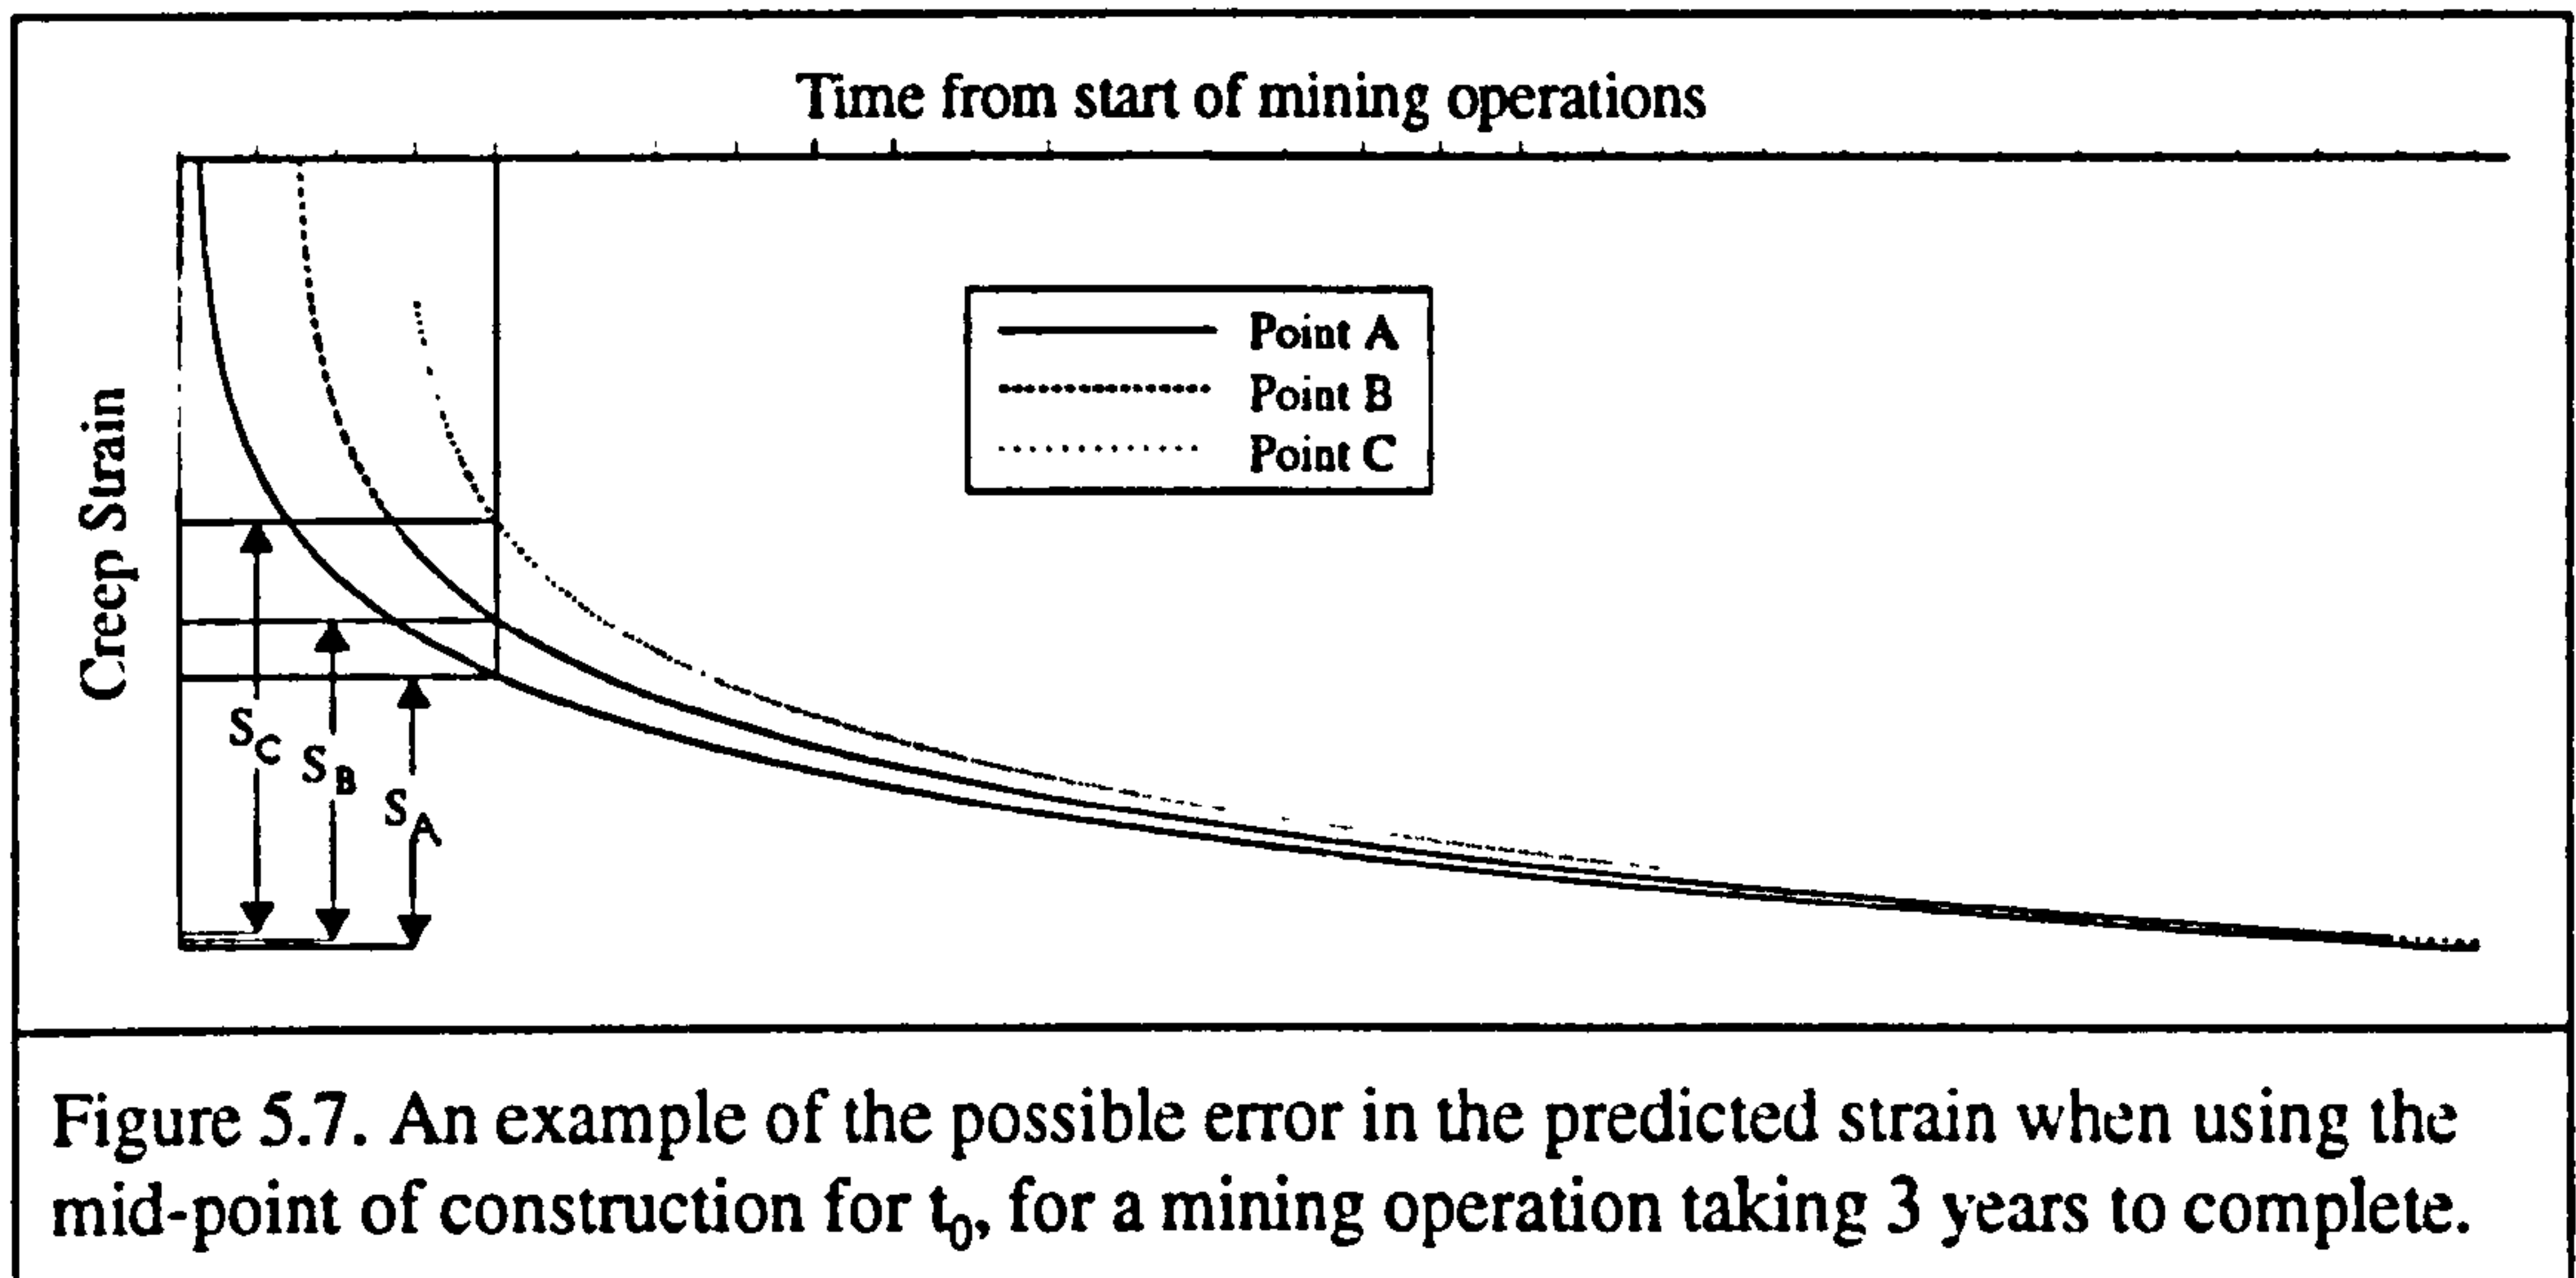 Time from start of mining operations
Creep Strain
Point A
Point B
Point C
S_C
S_B
S_A
Figure 5.7. An example of the possible error in the predicted strain when using the
mid-point of construction for t₀, for a mining operation taking 3 years to complete.